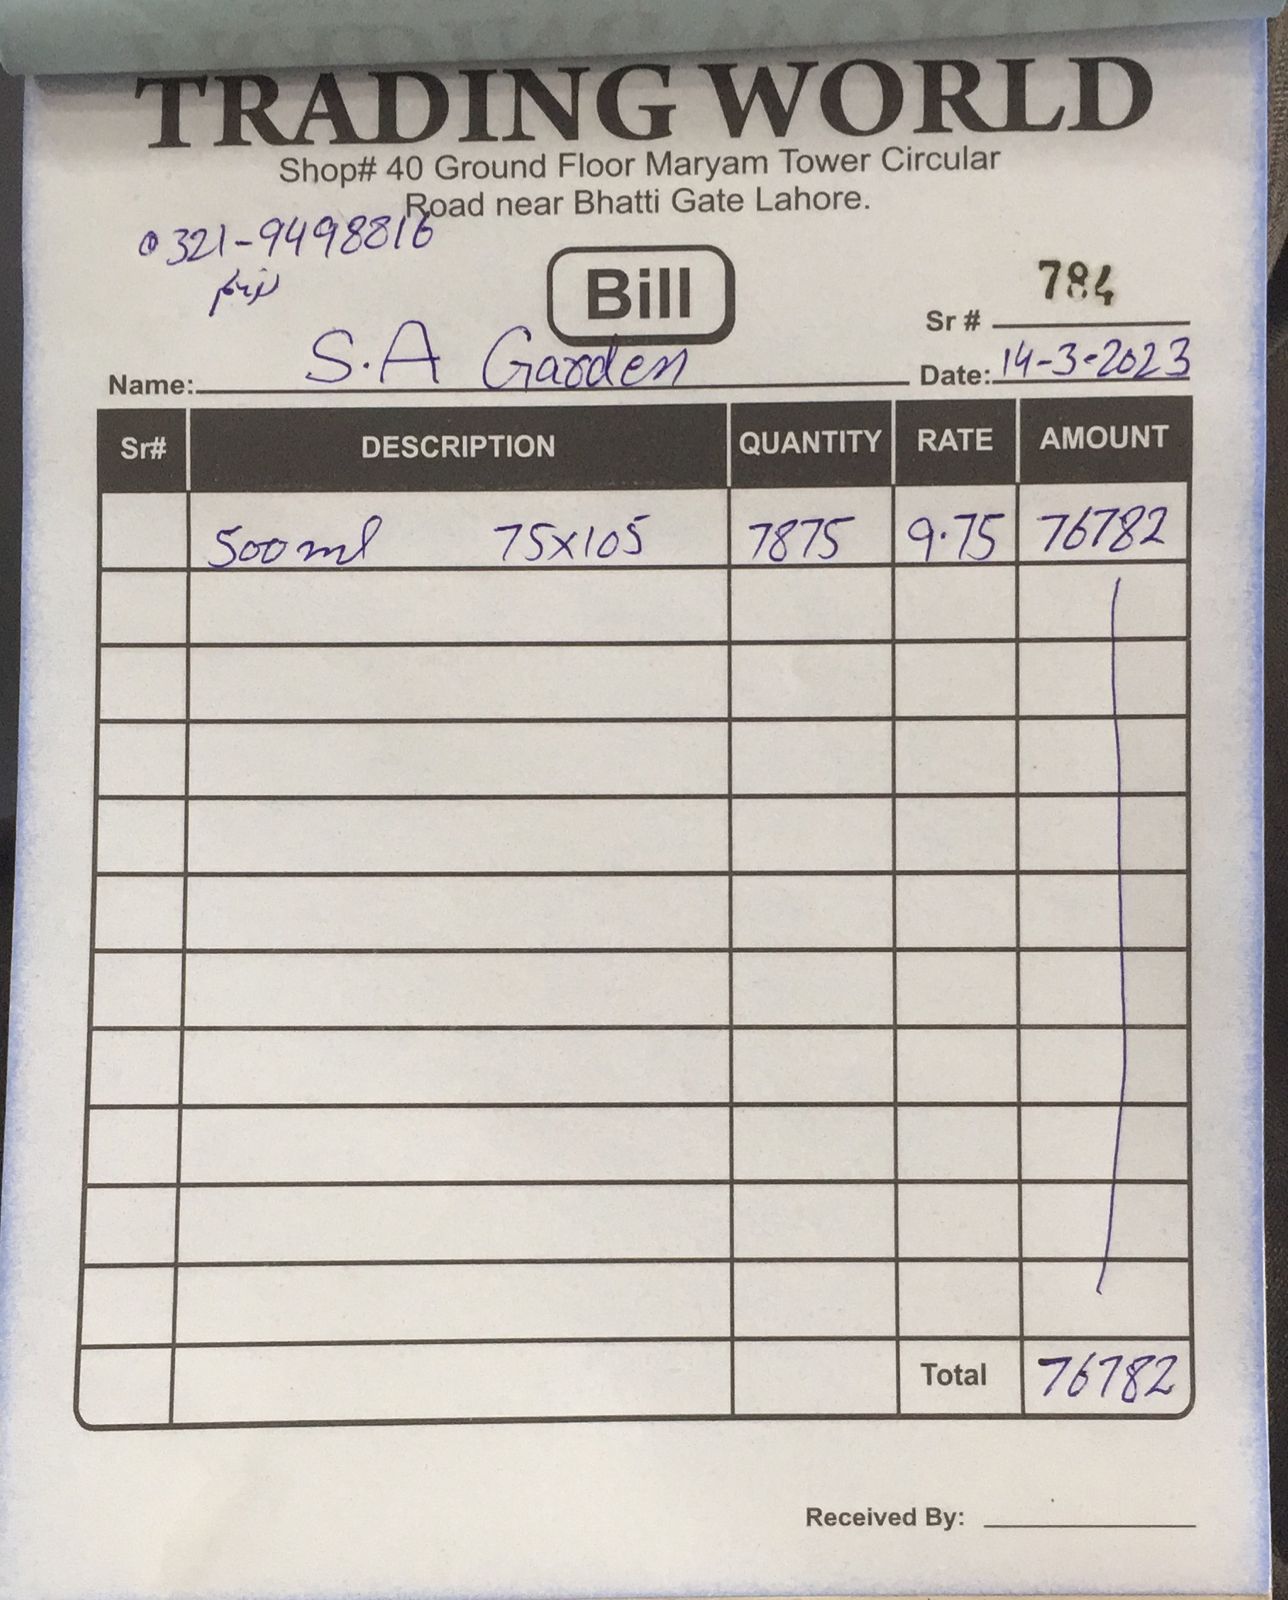 TRADING WORLD
Shop# 40 Ground Floor Maryam Tower Circular
Road near Bhatti Gate Lahore.
0321-9498816
Bill
Sr # 784
Name: S.A Garden
Date: 14-3-2023
Sr# DESCRIPTION QUANTITY RATE AMOUNT
500ml 75x105 7875 9.75 76782
Total 76782
Received By: